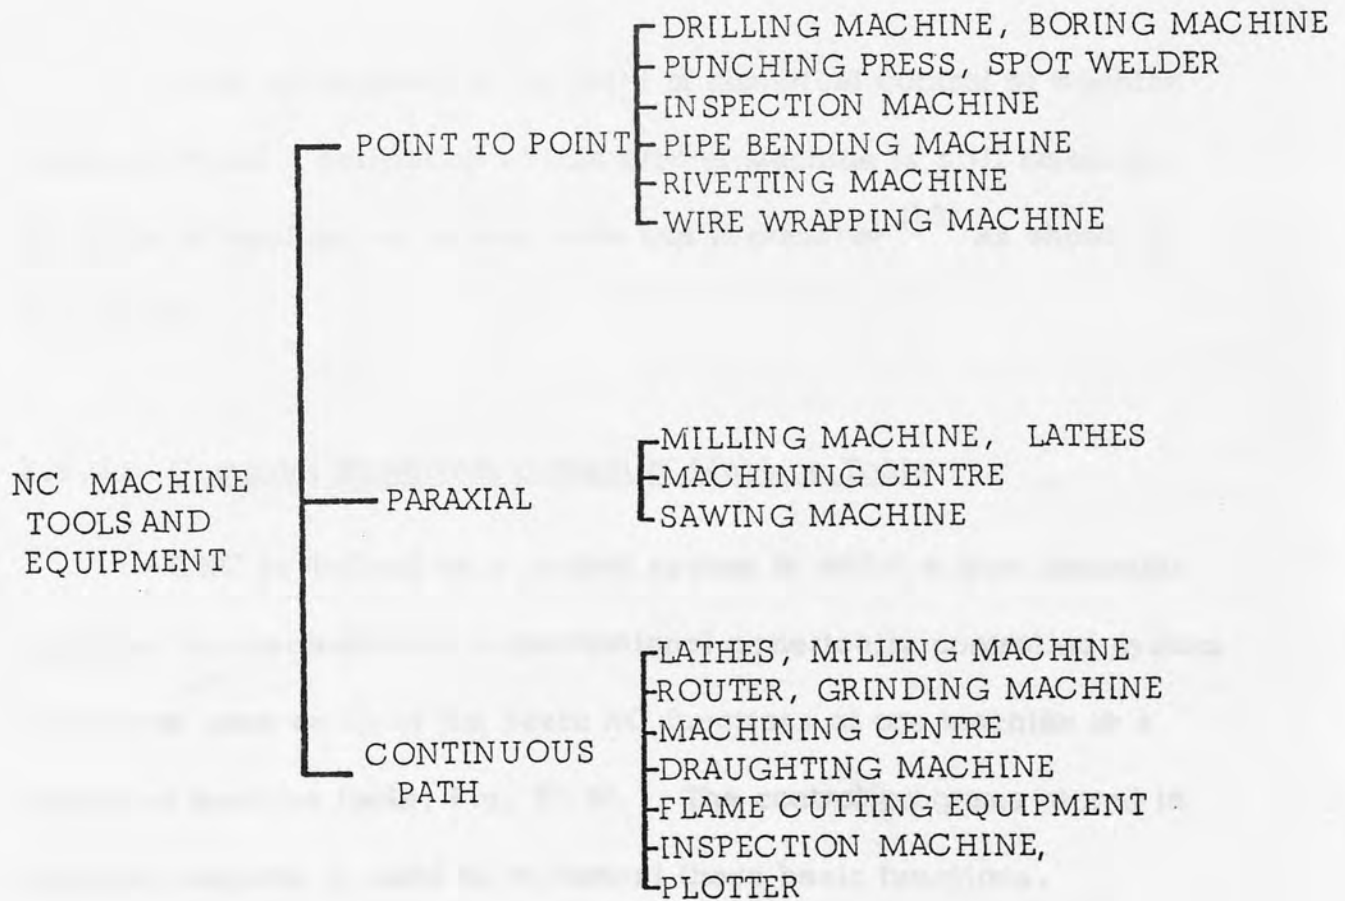 NC MACHINE
TOOLS AND
EQUIPMENT
POINT TO POINT
DRILLING MACHINE, BORING MACHINE
PUNCHING PRESS, SPOT WELDER
INSPECTION MACHINE
PIPE BENDING MACHINE
RIVETTING MACHINE
WIRE WRAPPING MACHINE
PARAXIAL
MILLING MACHINE, LATHES
MACHINING CENTRE
SAWING MACHINE
CONTINUOUS
PATH
LATHES, MILLING MACHINE
ROUTER, GRINDING MACHINE
MACHINING CENTRE
DRAUGHTING MACHINE
FLAME CUTTING EQUIPMENT
INSPECTION MACHINE,
PLOTTER